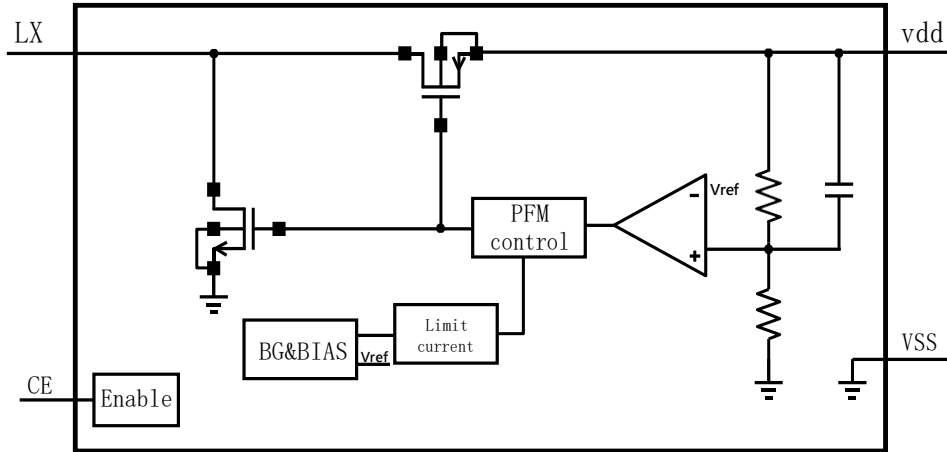 LX
vdd
Vref
-
PFM
control
+
Limit
current
BG&BIAS
Vref
VSS
CE
Enable